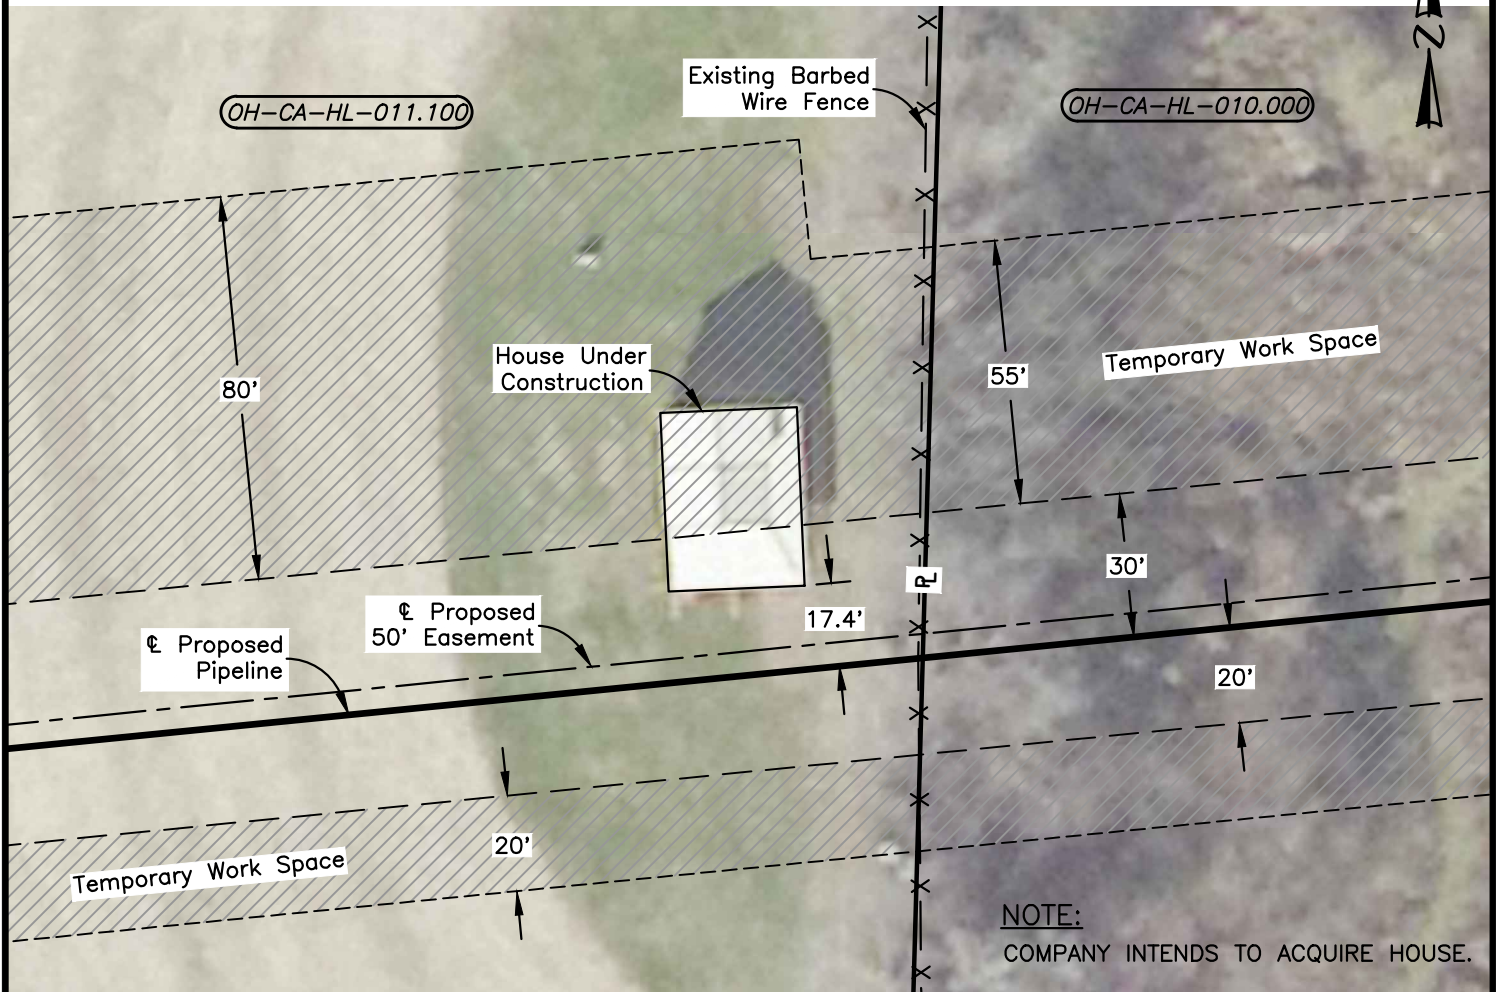 N
Existing Barbed
Wire Fence
OH-CA-HL-011.100
OH-CA-HL-010.000
Temporary Work Space
House Under
Construction
80'
55'
30'
℄ Proposed
50' Easement
17.4'
℄ Proposed
Pipeline
20'
20'
Temporary Work Space
NOTE:
COMPANY INTENDS TO ACQUIRE HOUSE.